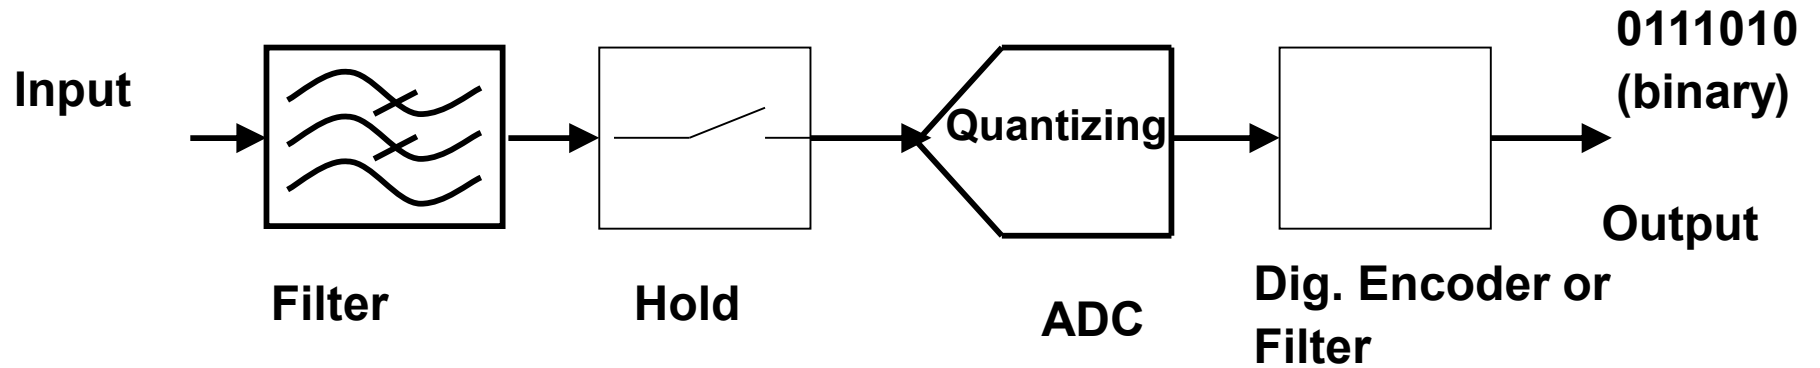 Input
Quantizing
0111010
(binary)
Output
Filter
Hold
ADC
Dig. Encoder or
Filter